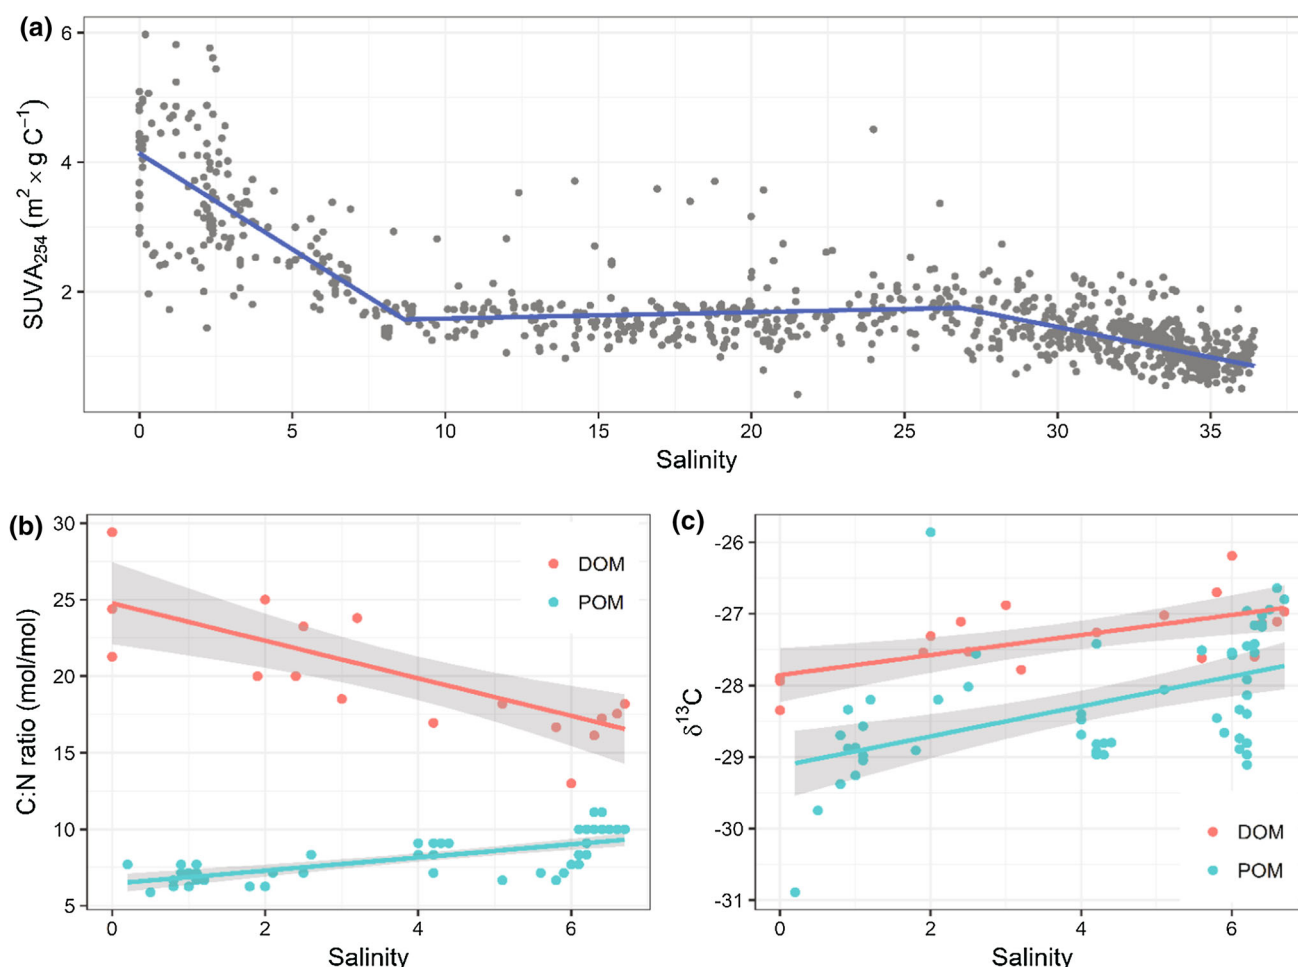 (a)
SUVA254 (m² × g C⁻¹)
6
4
2
0 5 10 15 20 25 30 35
Salinity
(b)
C:N ratio (mol/mol)
30
25
20
15
10
5
DOM
POM
0 2 4 6
Salinity
(c)
δ¹³C
-26
-27
-28
-29
-30
-31
DOM
POM
0 2 4 6
Salinity